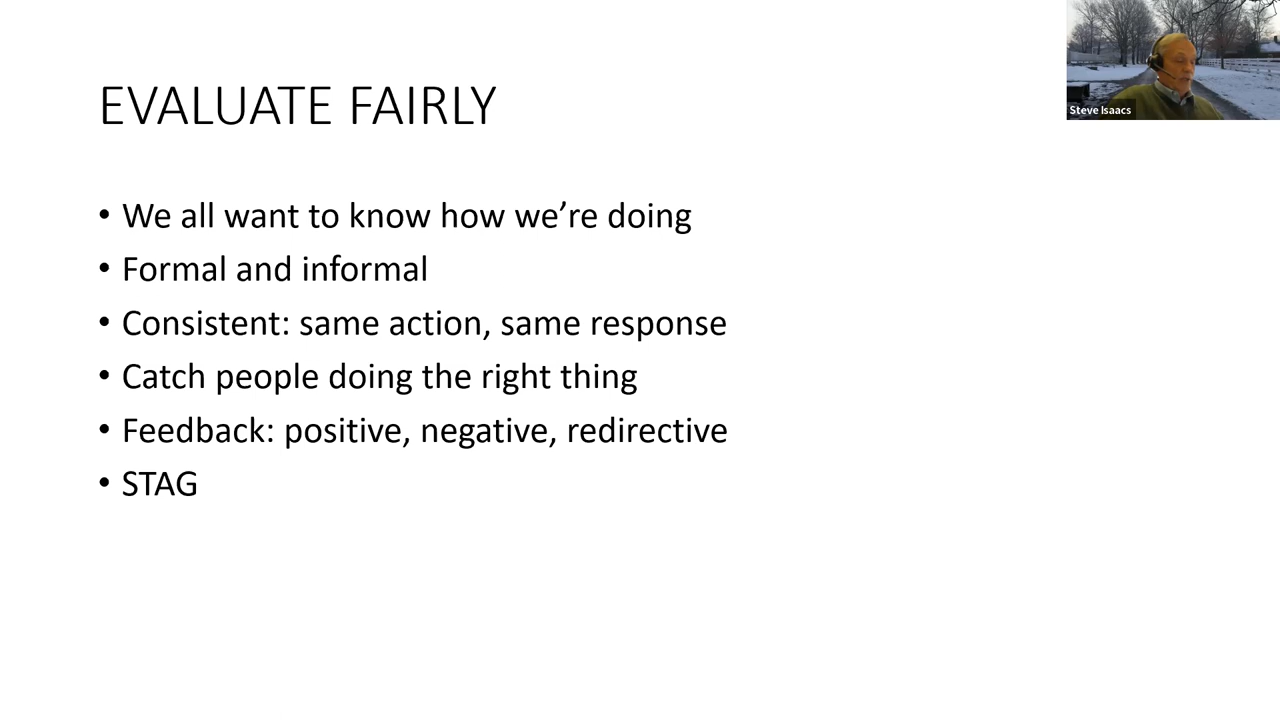 EVALUATE FAIRLY
Steve Isaacs
• We all want to know how we’re doing
• Formal and informal
• Consistent: same action, same response
• Catch people doing the right thing
• Feedback: positive, negative, redirective
• STAG